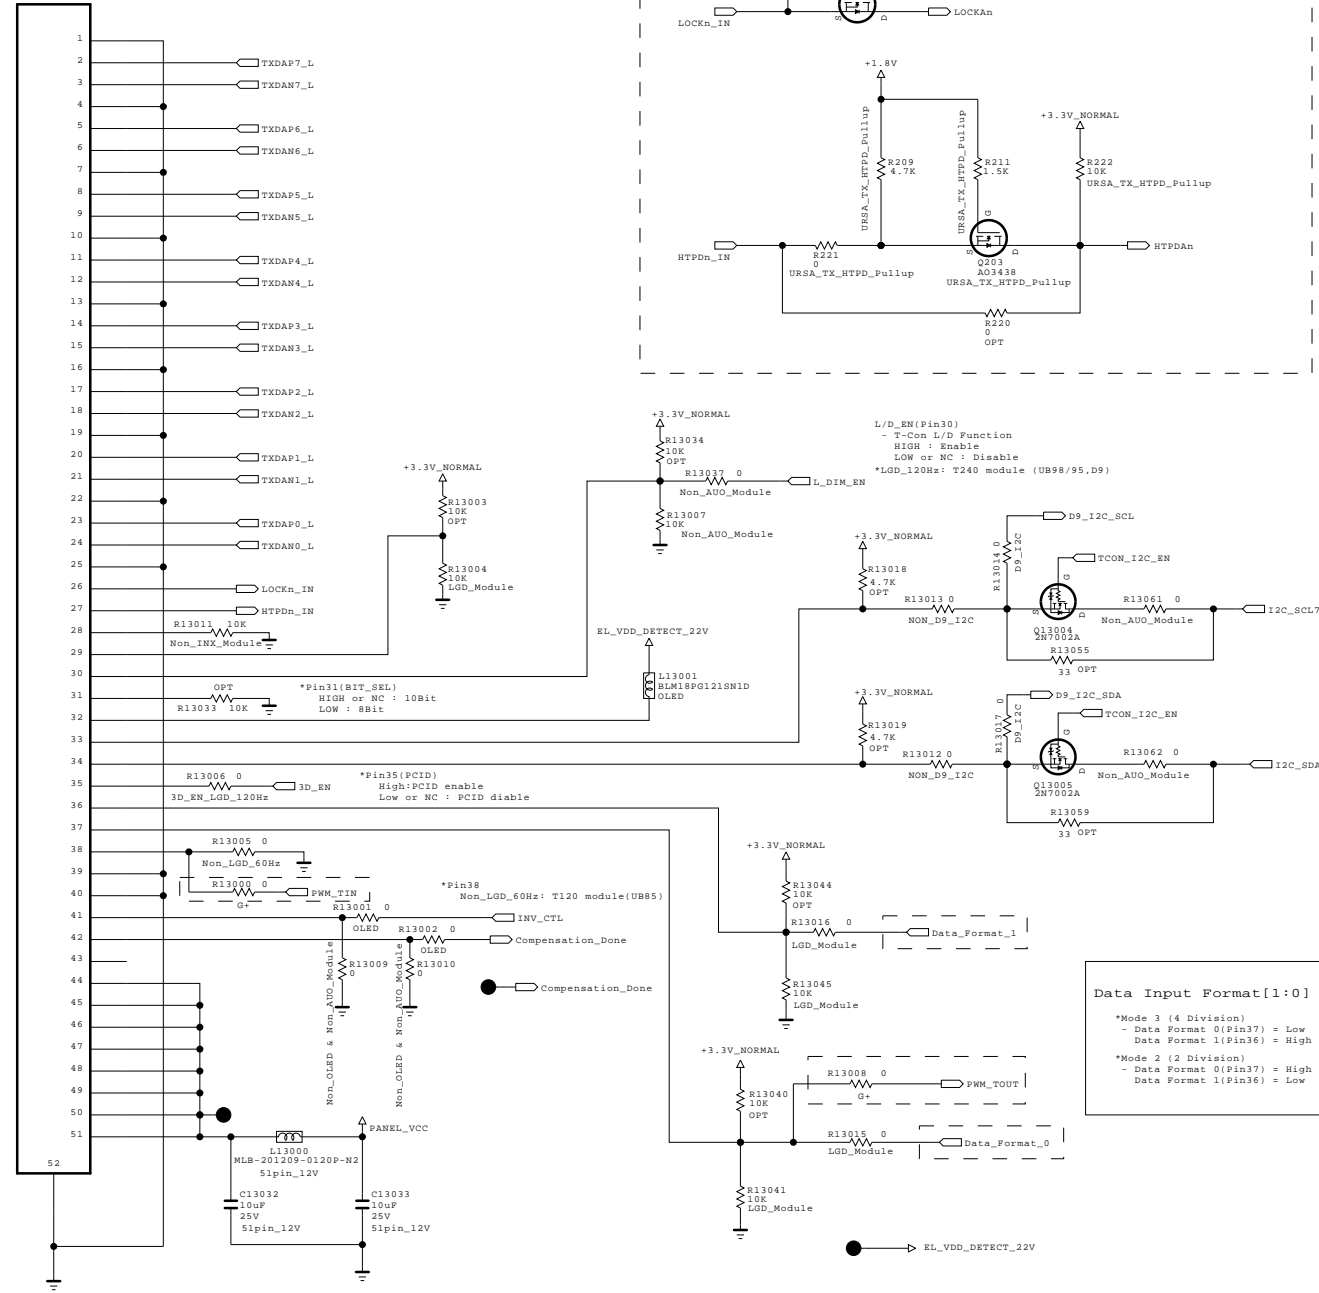 1
2
3
4
5
6
7
8
9
10
11
12
13
14
15
16
17
18
19
20
21
22
23
24
25
26
27
28
29
30
31
32
33
34
35
36
37
38
39
40
41
42
43
44
45
46
47
48
49
50
51
52
TXDAP7_L
TXDAN7_L
TXDAP6_L
TXDAN6_L
TXDAP5_L
TXDAN5_L
TXDAP4_L
TXDAN4_L
TXDAP3_L
TXDAN3_L
TXDAP2_L
TXDAN2_L
TXDAP1_L
TXDAN1_L
TXDAP0_L
TXDAN0_L
LOCKn_IN
HTPDn_IN
R13011 10K
Non_INX_Module
OPT
R13033 10K
*Pin31(BIT_SEL)
HIGH or NC : 10Bit
LOW : 8Bit
+3.3V_NORMAL
R13003
10K
OPT
R13004
10K
LGD_Module
R13006 0
3D_EN_LGD_120Hz
3D_EN
*Pin35(PCID)
High:PCID enable
Low or NC : PCID diable
R13005 0
Non_LGD_60Hz
R13000 0
G+
PWM_TIN
*Pin38
Non_LGD_60Hz: T120 module(UB85)
R13001 0
OLED
INV_CTL
R13002 0
OLED
Compensation_Done
R13009
0
Non_OLED & Non_AUO_Module
R13010
0
Non_OLED & Non_AUO_Module
Compensation_Done
PANEL_VCC
L13000
MLB-201209-0120P-N2
51pin_12V
C13032
10uF
25V
51pin_12V
C13033
10uF
25V
51pin_12V
LOCKn_IN
S
D
LOCKAn
+1.8V
URSA_TX_HTPD_Pullup
R209
4.7K
URSA_TX_HTPD_Pullup
R211
1.5K
+3.3V_NORMAL
R222
10K
URSA_TX_HTPD_Pullup
HTPDn_IN
R221
0
URSA_TX_HTPD_Pullup
G
S
D
Q203
AO3438
URSA_TX_HTPD_Pullup
HTPDAn
R220
0
OPT
+3.3V_NORMAL
R13034
10K
OPT
R13037 0
Non_AUO_Module
L_DIM_EN
R13007
10K
Non_AUO_Module
L/D_EN(Pin30)
- T-Con L/D Function
HIGH : Enable
LOW or NC : Disable
*LGD_120Hz: T240 module (UB98/95,D9)
EL_VDD_DETECT_22V
L13001
BLM18PG121SN1D
OLED
+3.3V_NORMAL
R13018
4.7K
OPT
R13013 0
NON_D9_I2C
R13014 0
D9_I2C
D9_I2C_SCL
TCON_I2C_EN
G
S
D
Q13004
2N7002A
R13061 0
Non_AUO_Module
I2C_SCL7
R13055
33 OPT
+3.3V_NORMAL
R13019
4.7K
OPT
R13012 0
NON_D9_I2C
R13017 0
D9_I2C
D9_I2C_SDA
TCON_I2C_EN
G
S
D
Q13005
2N7002A
R13062 0
Non_AUO_Module
I2C_SDA
R13059
33 OPT
+3.3V_NORMAL
R13044
10K
OPT
R13016 0
LGD_Module
Data_Format_1
R13045
10K
LGD_Module
+3.3V_NORMAL
R13040
10K
OPT
R13008 0
G+
PWM_TOUT
R13015 0
LGD_Module
Data_Format_0
R13041
10K
LGD_Module
EL_VDD_DETECT_22V
Data Input Format[1:0]
*Mode 3 (4 Division)
- Data Format 0(Pin37) = Low
Data Format 1(Pin36) = High
*Mode 2 (2 Division)
- Data Format 0(Pin37) = High
Data Format 1(Pin36) = Low